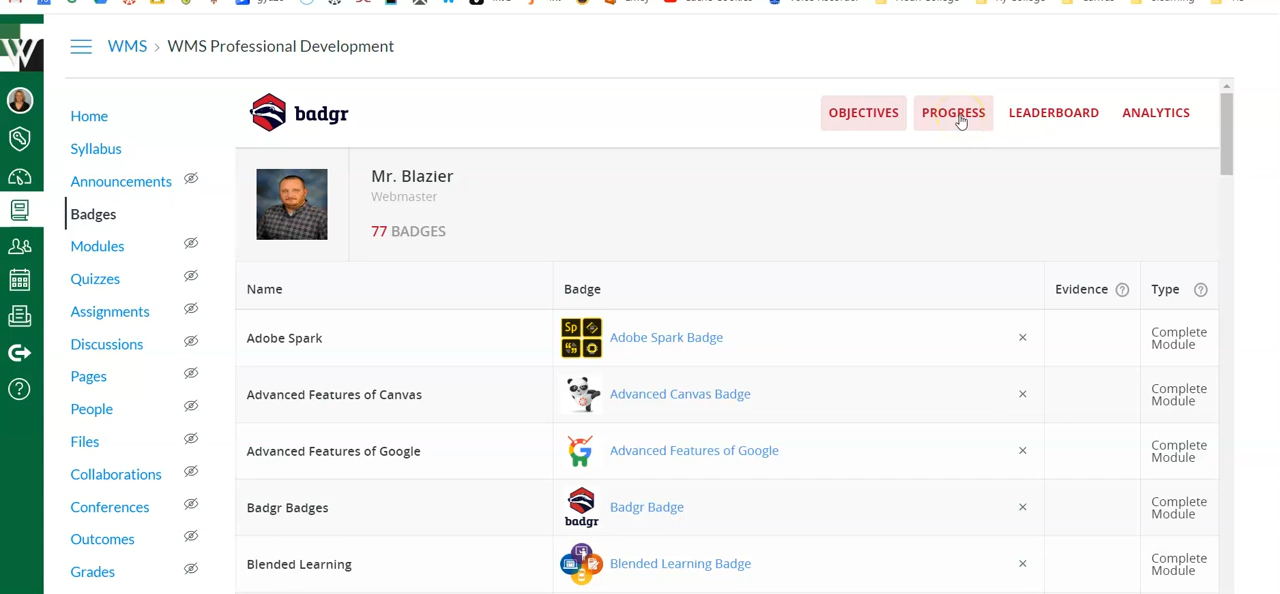 WMS > WMS Professional Development
Home
Syllabus
Announcements
Badges
Modules
Quizzes
Assignments
Discussions
Pages
People
Files
Collaborations
Conferences
Outcomes
Grades
badgr
OBJECTIVES PROGRESS LEADERBOARD ANALYTICS
Mr. Blazier
Webmaster
77 BADGES
Name Badge Evidence ? Type ?
Adobe Spark Sp Adobe Spark Badge × Complete
Module
Advanced Features of Canvas Advanced Canvas Badge × Complete
Module
Advanced Features of Google Advanced Features of Google × Complete
Module
Badgr Badges badgr Badgr Badge × Complete
Module
Blended Learning Blended Learning Badge × Complete
Module